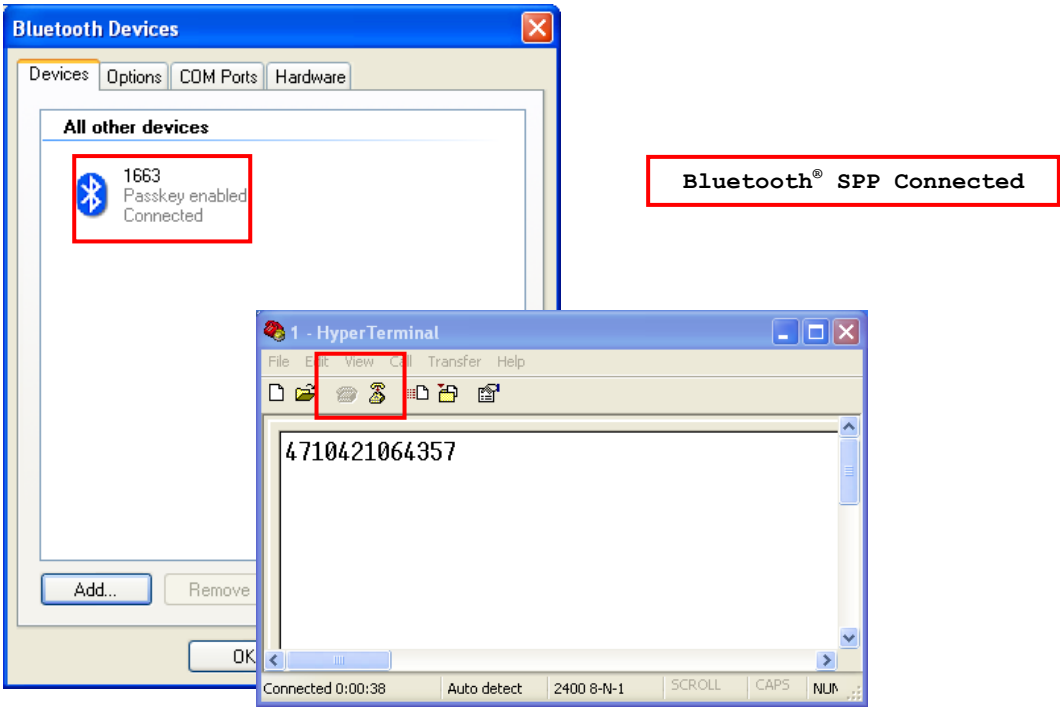 Bluetooth Devices
Devices Options COM Ports Hardware
All other devices
1663
Passkey enabled
Connected
Bluetooth® SPP Connected
1 - HyperTerminal
File Edit View Call Transfer Help
4710421064357
Add... Remove
OK
Connected 0:00:38 Auto detect 2400 8-N-1 SCROLL CAPS NUM